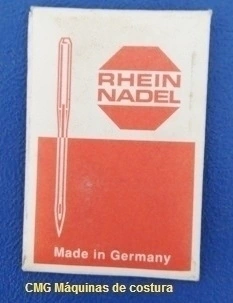 RHEIN
NADEL
Made in Germany
CMG Máquinas de costura